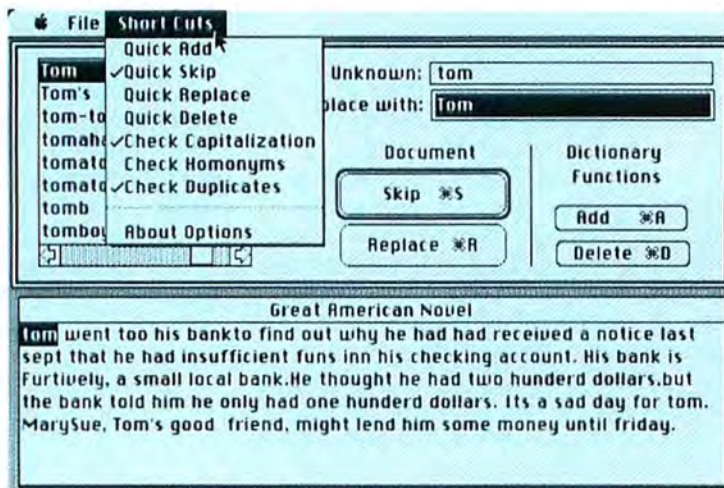 File Short Cuts
Quick Add
✓Quick Skip
Quick Replace
Quick Delete
✓Check Capitalization
Check Homonyms
✓Check Duplicates
About Options
Tom
Tom's
tom-to
tomaha
tomato
tomato
tomb
tomboy
Unknown: tom
place with: Tom
Document
Skip ⌘S
Replace ⌘R
Dictionary
Functions
Add ⌘A
Delete ⌘D
Great American Novel
tom went too his bankto find out why he had had received a notice last
sept that he had insufficient funs inn his checking account. His bank is
Furtively, a small local bank.He thought he had two hunderd dollars,but
the bank told him he only had one hunderd dollars. Its a sad day for tom.
MarySue, Tom's good  friend, might lend him some money until friday.